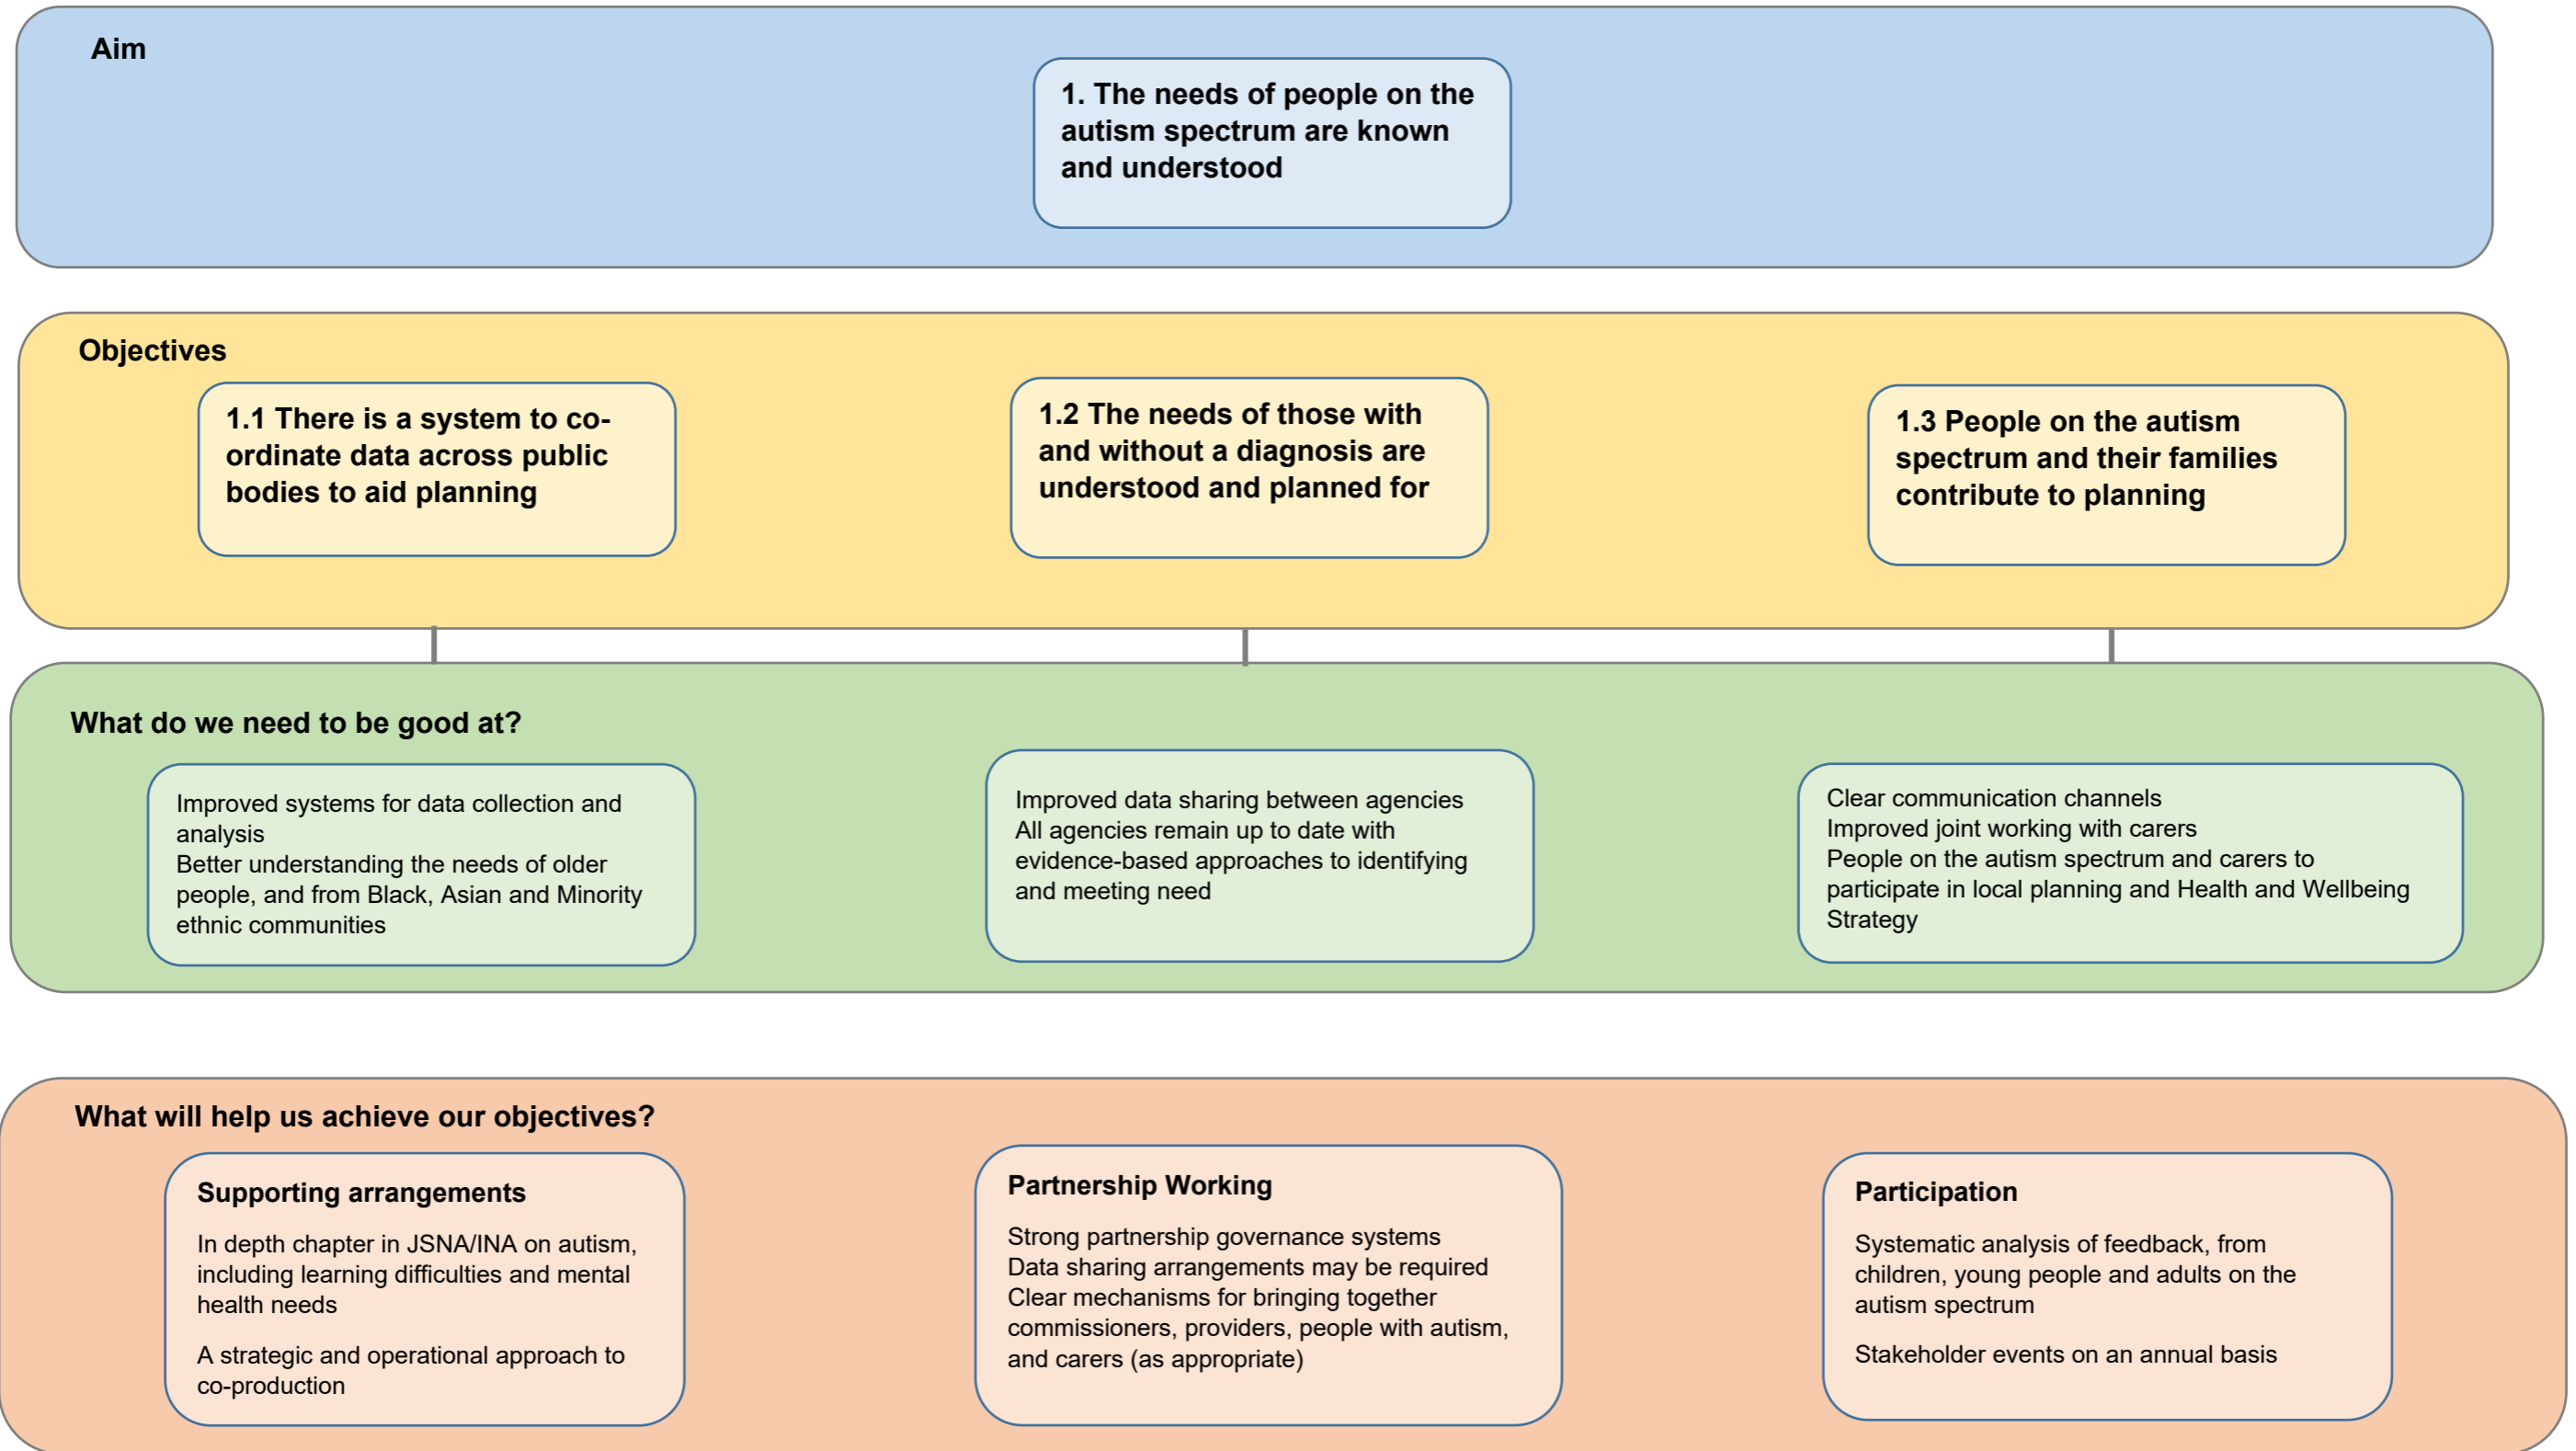 Aim
1. The needs of people on the
autism spectrum are known
and understood
Objectives
1.1 There is a system to co-
ordinate data across public
bodies to aid planning
1.2 The needs of those with
and without a diagnosis are
understood and planned for
1.3 People on the autism
spectrum and their families
contribute to planning
What do we need to be good at?
Improved systems for data collection and
analysis
Better understanding the needs of older
people, and from Black, Asian and Minority
ethnic communities
Improved data sharing between agencies
All agencies remain up to date with
evidence-based approaches to identifying
and meeting need
Clear communication channels
Improved joint working with carers
People on the autism spectrum and carers to
participate in local planning and Health and Wellbeing
Strategy
What will help us achieve our objectives?
Supporting arrangements
In depth chapter in JSNA/INA on autism,
including learning difficulties and mental
health needs
A strategic and operational approach to
co-production
Partnership Working
Strong partnership governance systems
Data sharing arrangements may be required
Clear mechanisms for bringing together
commissioners, providers, people with autism,
and carers (as appropriate)
Participation
Systematic analysis of feedback, from
children, young people and adults on the
autism spectrum
Stakeholder events on an annual basis